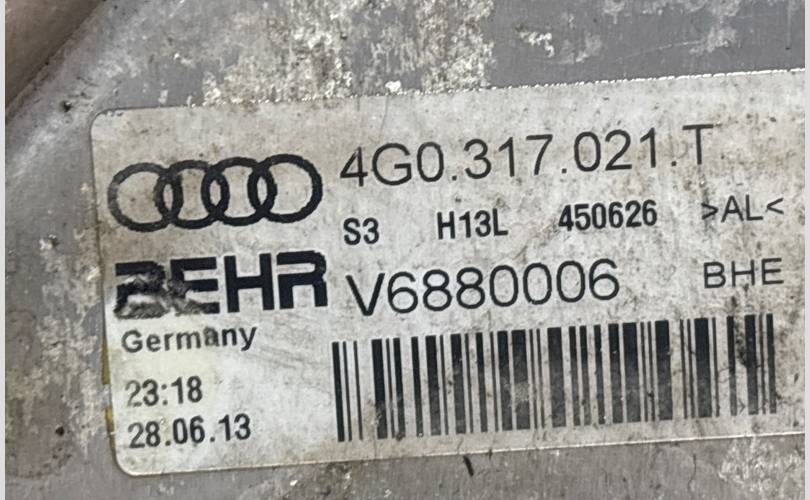 4G0.317.021.T
S3 H13L 450626 >AL<
BEHR V6880006 BHE
Germany
23:18
28.06.13